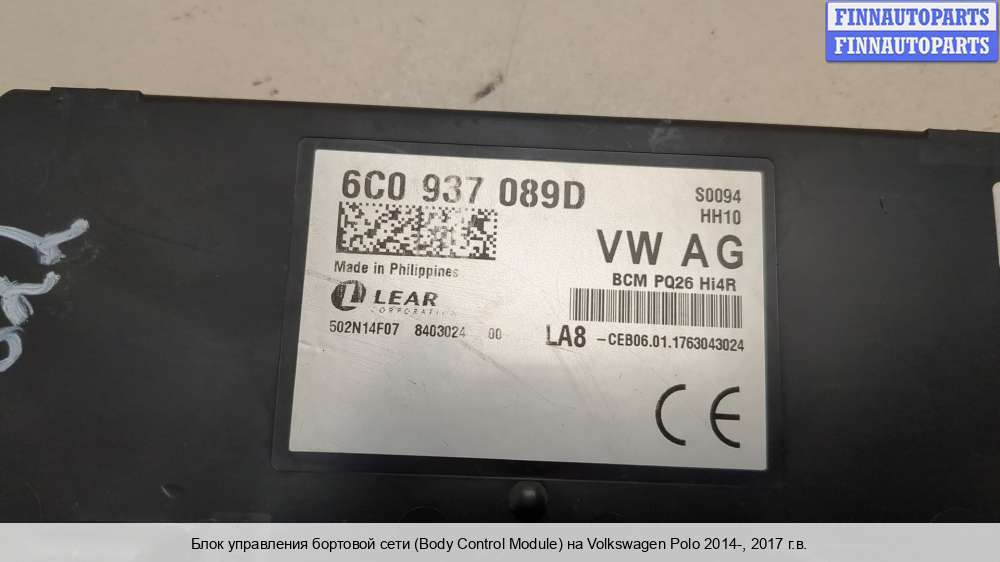 FINNAUTOPARTS
FINNAUTOPARTS
6C0 937 089D
S0094
HH10
VW AG
BCM PQ26 Hi4R
Made in Philippines
LEAR
CORPORATION
502N14F07 8403024 00
LA8 -CEB06.01.1763043024
CE
Блок управления бортовой сети (Body Control Module) на Volkswagen Polo 2014-, 2017 г.в.